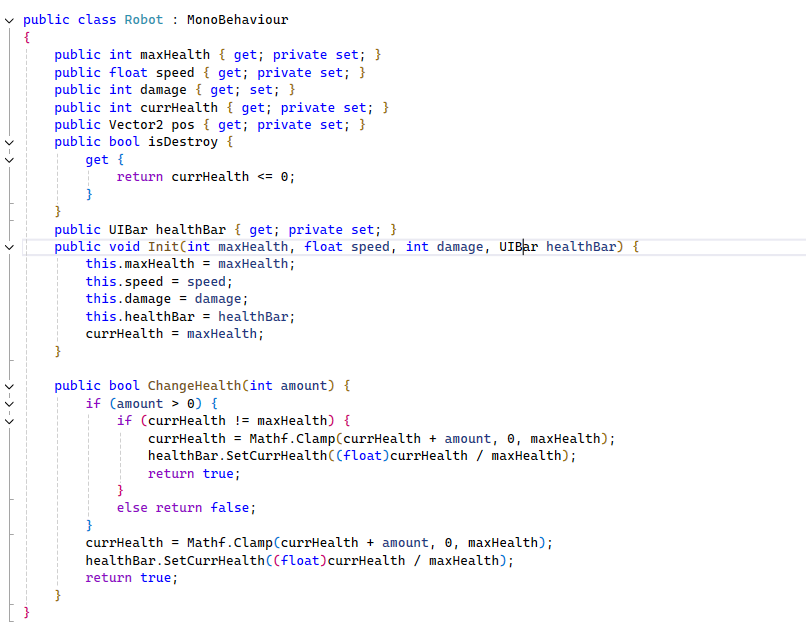 public class Robot : MonoBehaviour
{
    public int maxHealth { get; private set; }
    public float speed { get; private set; }
    public int damage { get; set; }
    public int currHealth { get; private set; }
    public Vector2 pos { get; private set; }
    public bool isDestroy {
        get {
            return currHealth <= 0;
        }
    }
    public UIBar healthBar { get; private set; }
    public void Init(int maxHealth, float speed, int damage, UIBar healthBar) {
        this.maxHealth = maxHealth;
        this.speed = speed;
        this.damage = damage;
        this.healthBar = healthBar;
        currHealth = maxHealth;
    }

    public bool ChangeHealth(int amount) {
        if (amount > 0) {
            if (currHealth != maxHealth) {
                currHealth = Mathf.Clamp(currHealth + amount, 0, maxHealth);
                healthBar.SetCurrHealth((float)currHealth / maxHealth);
                return true;
            }
            else return false;
        }
        currHealth = Mathf.Clamp(currHealth + amount, 0, maxHealth);
        healthBar.SetCurrHealth((float)currHealth / maxHealth);
        return true;
    }
}